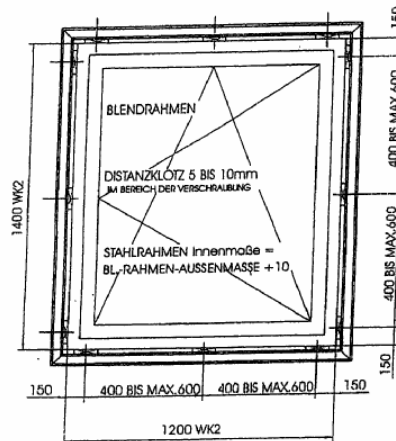 150
BLENDRAHMEN
400 BIS MAX.600
DISTANZKLOTZ 5 BIS 10mm
IM BEREICH DER VERSCHRAUBUNG
1400 WK2
STAHLRAHMEN Innenmaße =
BL.-RAHMEN-AUSSENMASSE +10
400 BIS MAX.600
150
150
400 BIS MAX.600
400 BIS MAX.600
150
1200 WK2